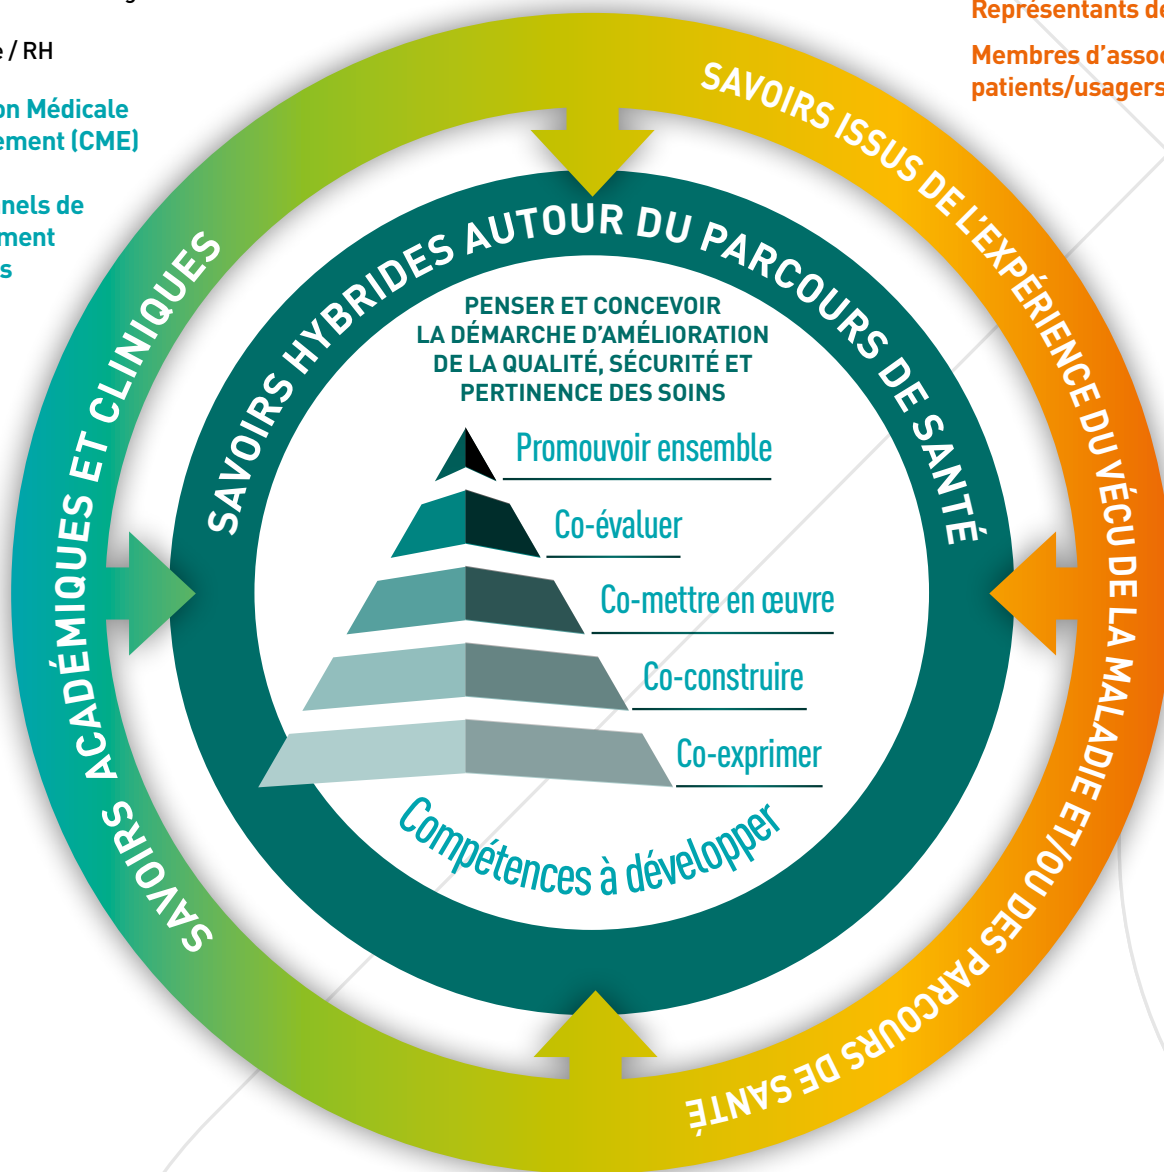 Représentants de
e / RH
Membres d'assoc
patients/usagers
on Médicale
ement (CME)
nnels de
ment
s
SAVOIRS ACADÉMIQUES ET CLINIQUES
SAVOIRS ISSUS DE L'EXPÉRIENCE DU VÉCU DE LA MALADIE ET/OU DES PARCOURS DE SANTÉ
SAVOIRS HYBRIDES AUTOUR DU PARCOURS DE SANTÉ
PENSER ET CONCEVOIR
LA DÉMARCHE D'AMÉLIORATION
DE LA QUALITÉ, SÉCURITÉ ET
PERTINENCE DES SOINS
Promouvoir ensemble
Co-évaluer
Co-mettre en œuvre
Co-construire
Co-exprimer
Compétences à développer